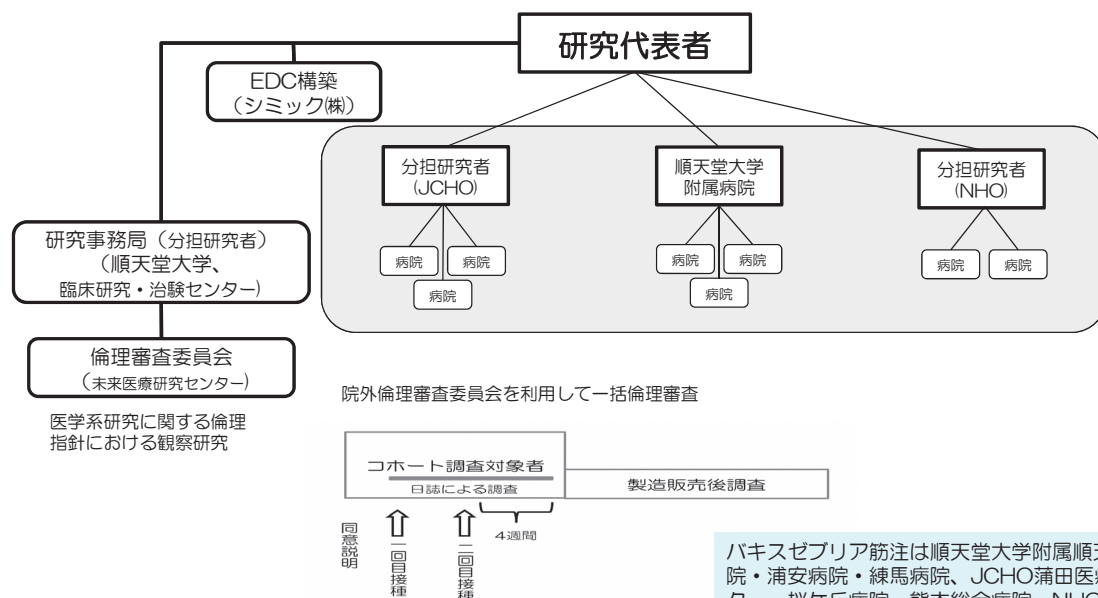 研究代表者
EDC構築
(シミック㈱)
分担研究者
(JCHO)
順天堂大学
附属病院
分担研究者
(NHO)
病院
病院
病院
病院
病院
病院
病院
病院
研究事務局（分担研究者）
（順天堂大学、
臨床研究・治験センター）
倫理審査委員会
（未来医療研究センター）
医学系研究に関する倫理
指針における観察研究
院外倫理審査委員会を利用して一括倫理審査
コホート調査対象者
日誌による調査
製造販売後調査
同意説明
一回目接種
二回目接種
4週間
バキスゼブリア筋注は順天堂大学附属順
院・浦安病院・練馬病院、JCHO蒲田医